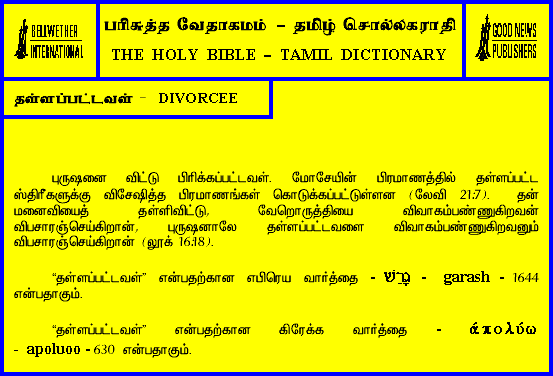 BELLWETHER
INTERNATIONAL
பரிசுத்த வேதாகமம் – தமிழ் சொல்லகராதி
THE HOLY BIBLE – TAMIL DICTIONARY
GOOD NEWS
PUBLISHERS
தள்ளப்பட்டவள் – DIVORCEE
புருஷனை விட்டு பிரிக்கப்பட்டவள். மோசேயின் பிரமாணத்தில் தள்ளப்பட்ட
ஸ்திரீகளுக்கு விசேஷித்த பிரமாணங்கள் கொடுக்கப்பட்டுள்ளன (லேவி 21:7). தன்
மனைவியைத் தள்ளிவிட்டு, வேறொருத்தியை விவாகம்பண்ணுகிறவன்
விபசாரஞ்செய்கிறான், புருஷனாலே தள்ளப்பட்டவளை விவாகம்பண்ணுகிறவனும்
விபசாரஞ்செய்கிறான் (லூக் 16:18).
“தள்ளப்பட்டவள்” என்பதற்கான எபிரெய வார்த்தை - - garash - 1644
என்பதாகும்.
“தள்ளப்பட்டவள்” என்பதற்கான கிரேக்க வார்த்தை - άπολύω
- apoluoo - 630 என்பதாகும்.